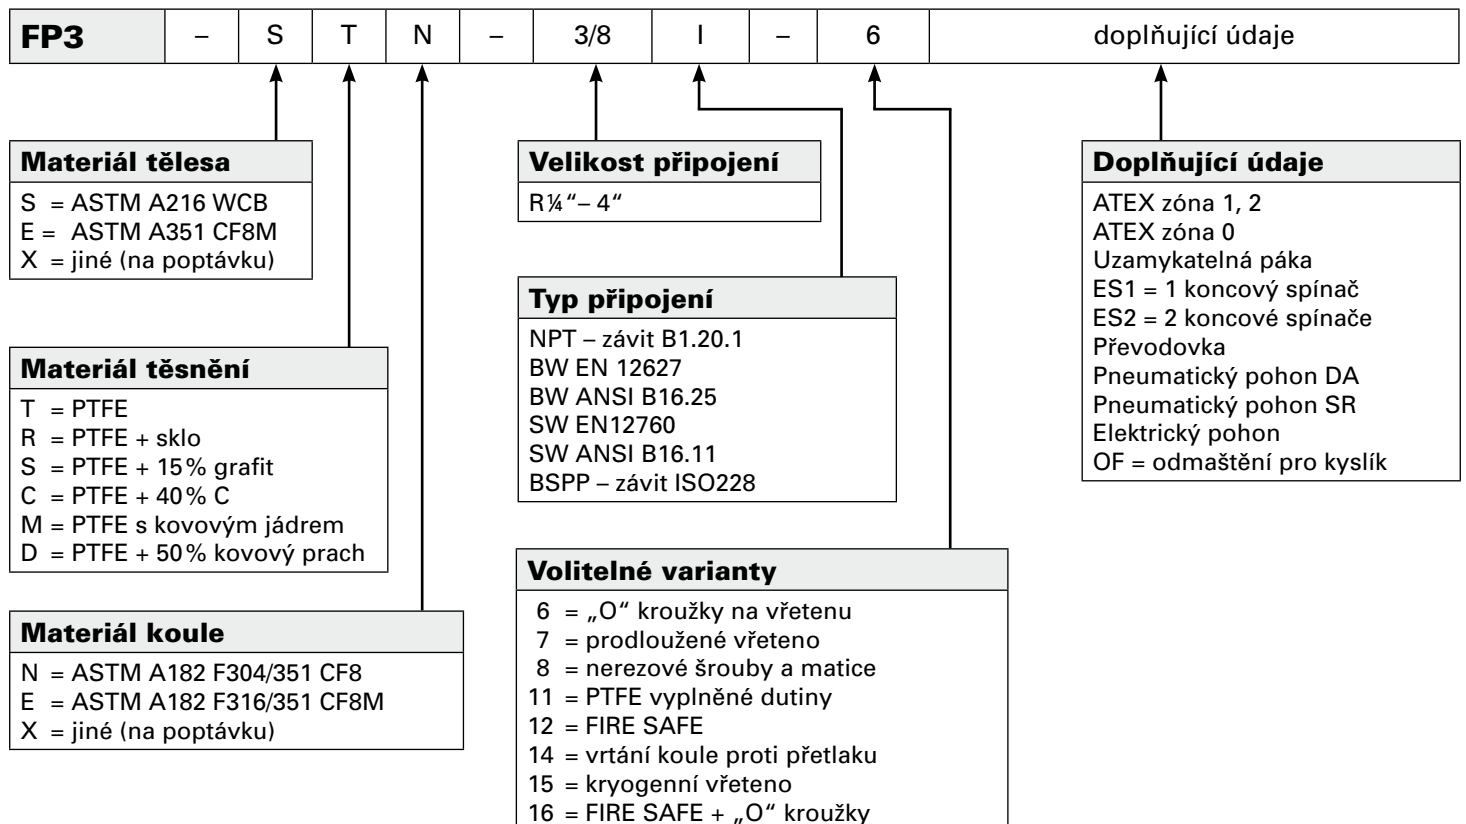 FP3 – S T N – 3/8 I – 6 doplňující údaje
Materiál tělesa
S = ASTM A216 WCB
E = ASTM A351 CF8M
X = jiné (na poptávku)
Materiál těsnění
T = PTFE
R = PTFE + sklo
S = PTFE + 15% grafit
C = PTFE + 40% C
M = PTFE s kovovým jádrem
D = PTFE + 50% kovový prach
Materiál koule
N = ASTM A182 F304/351 CF8
E = ASTM A182 F316/351 CF8M
X = jiné (na poptávku)
Velikost připojení
R¼“– 4“
Typ připojení
NPT – závit B1.20.1
BW EN 12627
BW ANSI B16.25
SW EN12760
SW ANSI B16.11
BSPP – závit ISO228
Volitelné varianty
6 = „O“ kroužky na vřetenu
7 = prodloužené vřeteno
8 = nerezové šrouby a matice
11 = PTFE vyplněné dutiny
12 = FIRE SAFE
14 = vrtání koule proti přetlaku
15 = kryogenní vřeteno
16 = FIRE SAFE + „O“ kroužky
Doplňující údaje
ATEX zóna 1, 2
ATEX zóna 0
Uzamykatelná páka
ES1 = 1 koncový spínač
ES2 = 2 koncové spínače
Převodovka
Pneumatický pohon DA
Pneumatický pohon SR
Elektrický pohon
OF = odmaštění pro kyslík